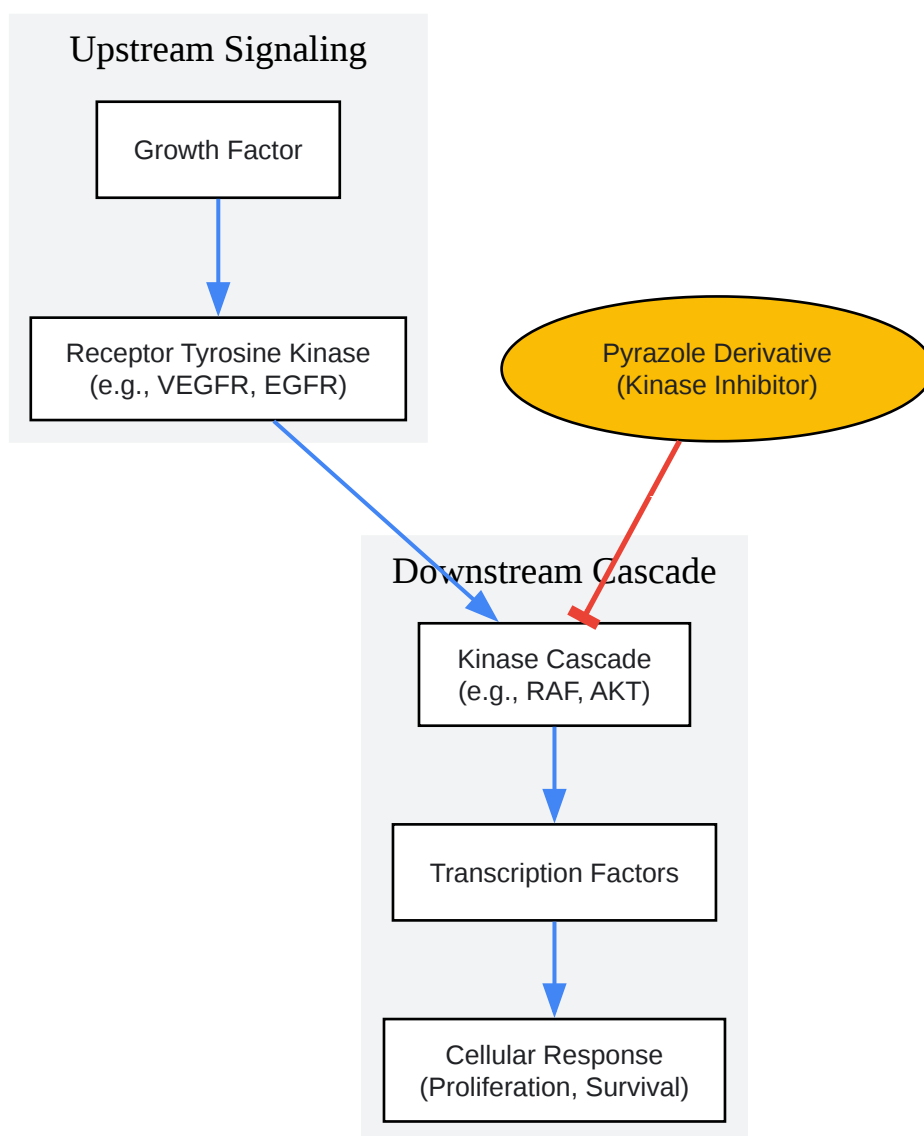 Upstream Signaling
Growth Factor
Receptor Tyrosine Kinase
(e.g., VEGFR, EGFR)
Pyrazole Derivative
(Kinase Inhibitor)
Downstream Cascade
Kinase Cascade
(e.g., RAF, AKT)
Transcription Factors
Cellular Response
(Proliferation, Survival)